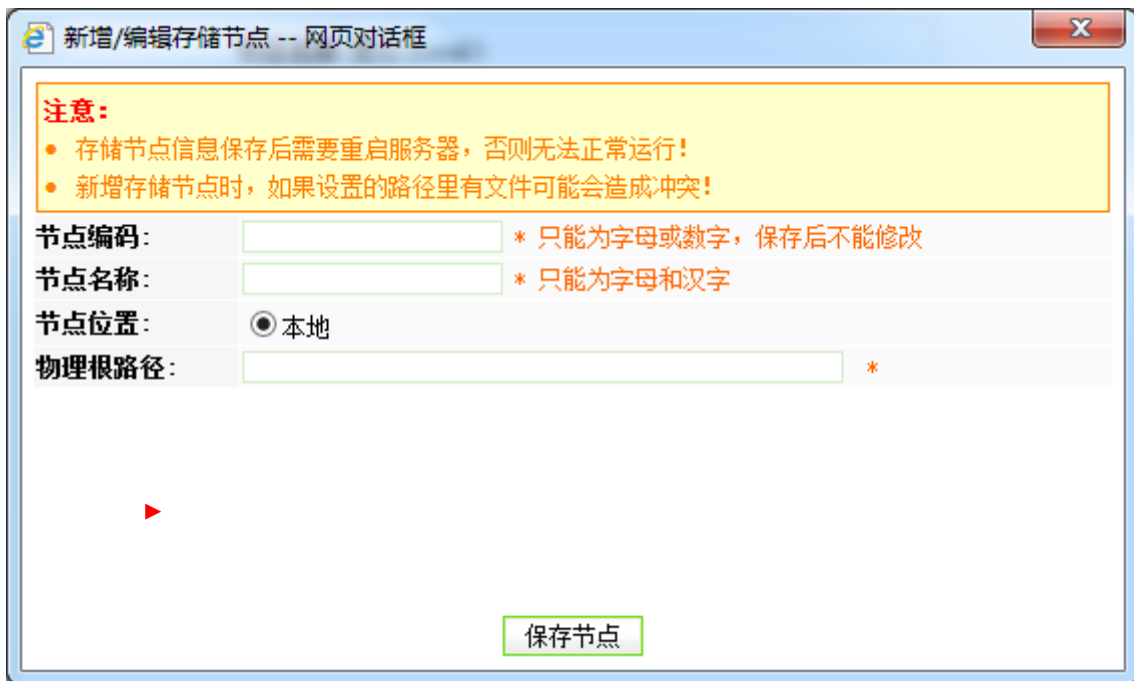 新增/编辑存储节点 -- 网页对话框
注意：
• 存储节点信息保存后需要重启服务器，否则无法正常运行！
• 新增存储节点时，如果设置的路径里有文件可能会造成冲突！
节点编码： * 只能为字母或数字，保存后不能修改
节点名称： * 只能为字母和汉字
节点位置： 本地
物理根路径： *
保存节点